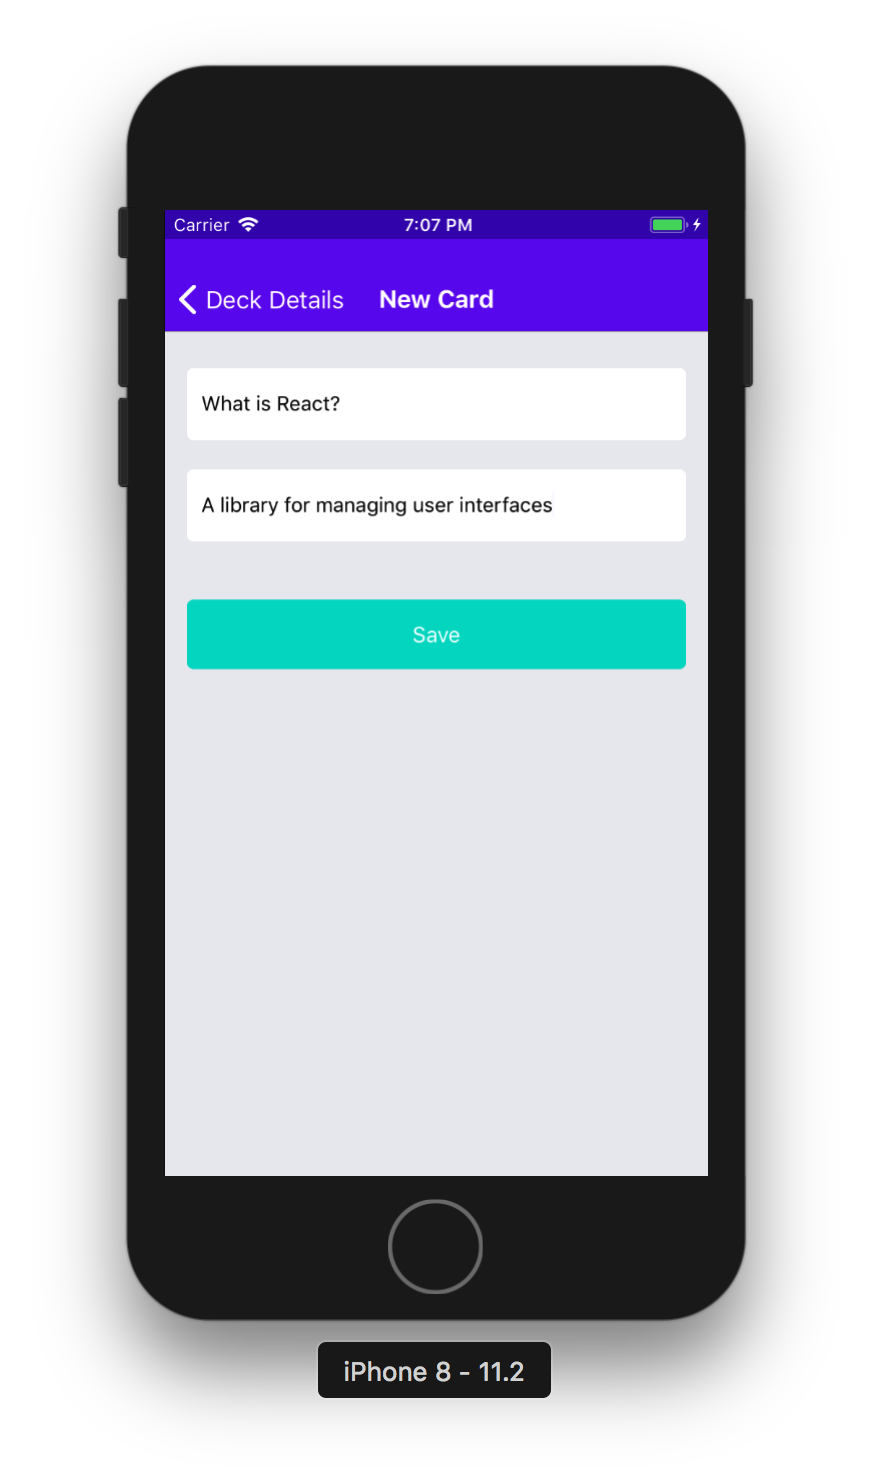 Carrier 7:07 PM
Deck Details New Card
What is React?
A library for managing user interfaces
Save
iPhone 8 - 11.2